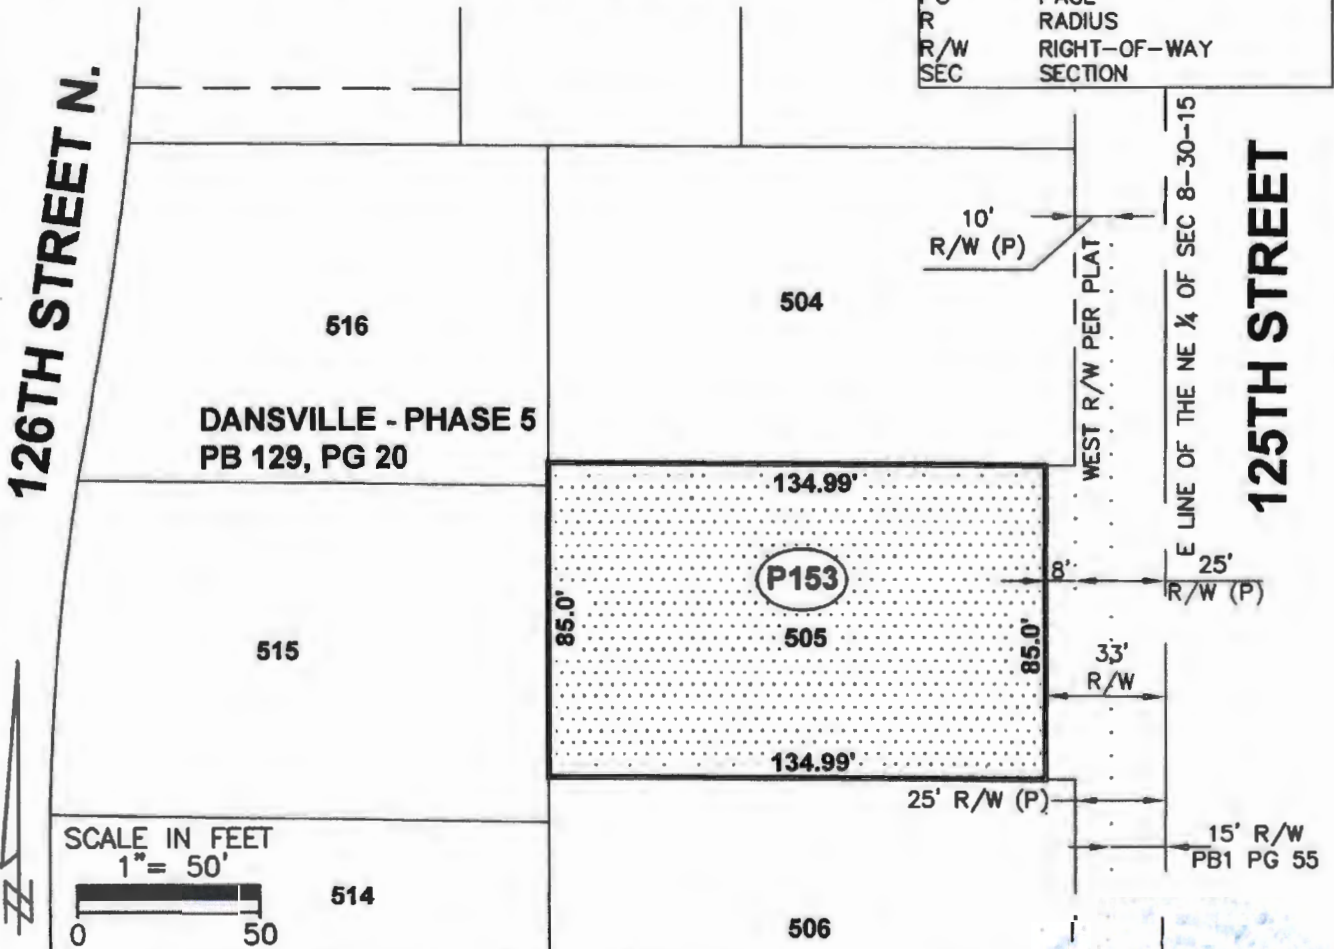 R RADIUS
R/W RIGHT-OF-WAY
SEC SECTION
126TH STREET N.
125TH STREET
E LINE OF THE NE ¼ OF SEC 8-30-15
WEST R/W PER PLAT
10'
R/W (P)
516
504
DANSVILLE - PHASE 5
PB 129, PG 20
134.99'
P153
505
85.0'
85.0'
134.99'
8'
25'
R/W (P)
33'
R/W
515
25' R/W (P)
15' R/W
PB1 PG 55
SCALE IN FEET
1"= 50'
0 50
514
506